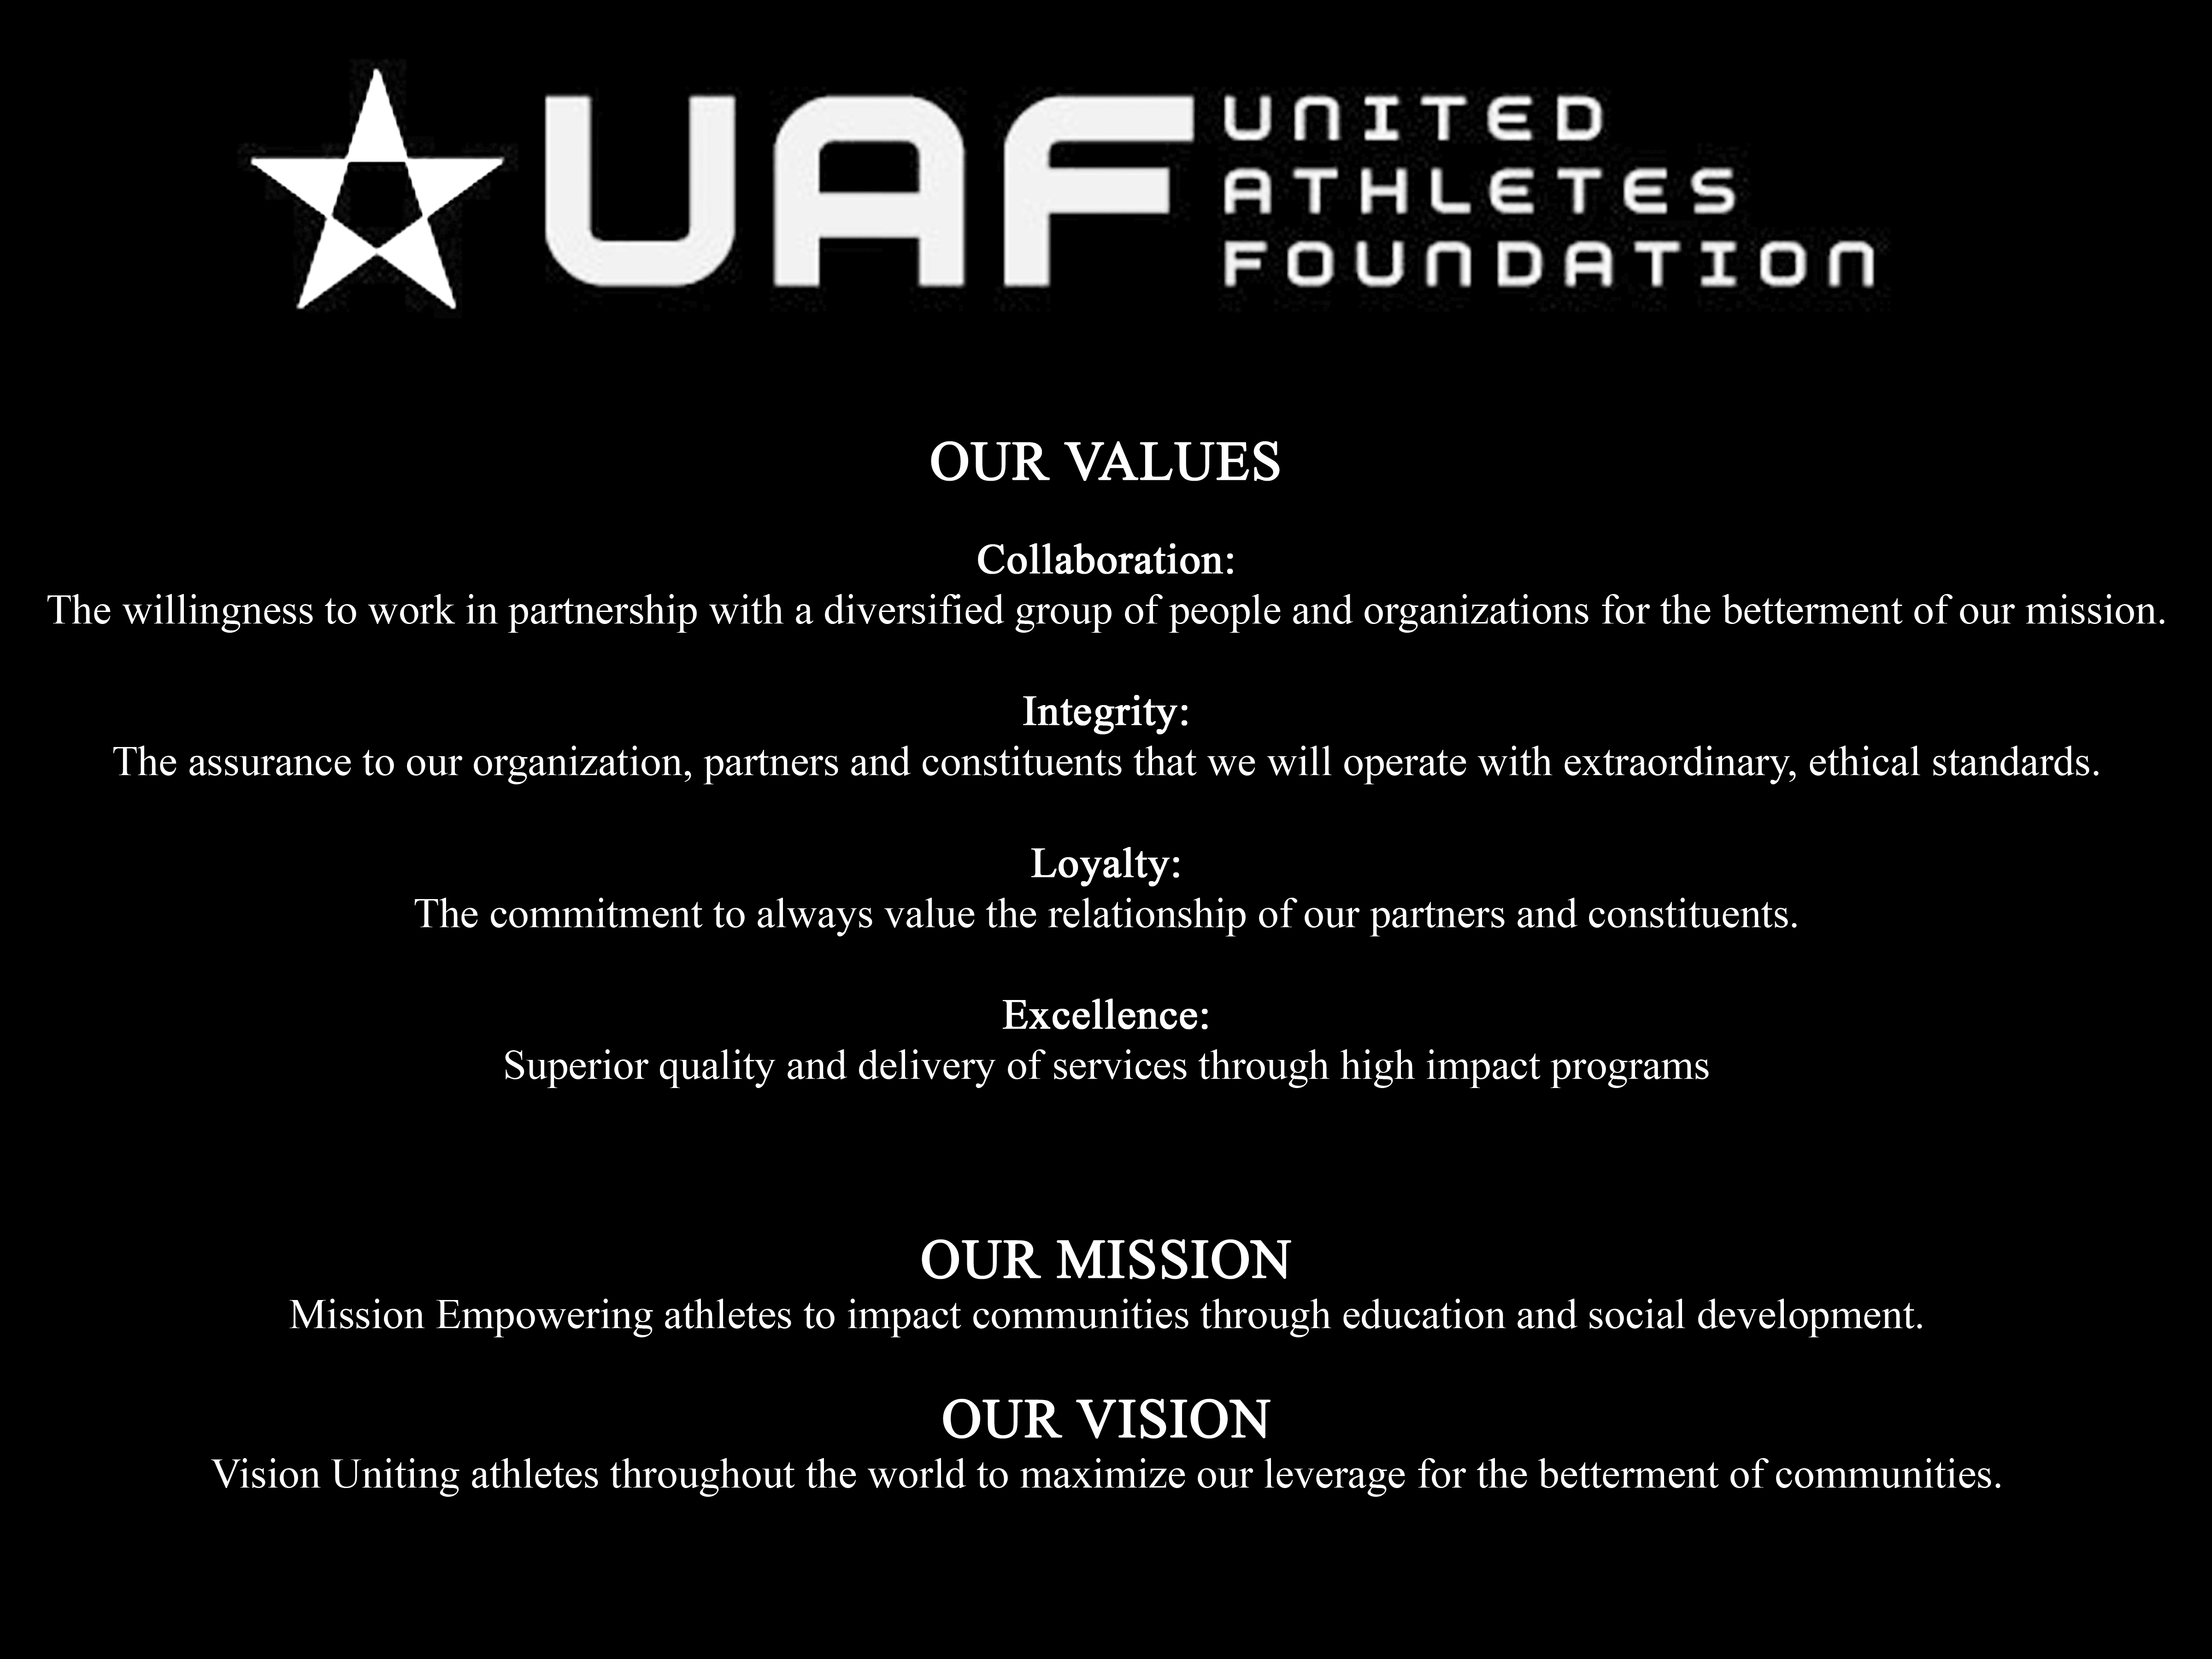 UAF
UNITED
ATHLETES
FOUNDATION
OUR VALUES
Collaboration:
The willingness to work in partnership with a diversified group of people and organizations for the betterment of our mission.
Integrity:
The assurance to our organization, partners and constituents that we will operate with extraordinary, ethical standards.
Loyalty:
The commitment to always value the relationship of our partners and constituents.
Excellence:
Superior quality and delivery of services through high impact programs
OUR MISSION
Mission Empowering athletes to impact communities through education and social development.
OUR VISION
Vision Uniting athletes throughout the world to maximize our leverage for the betterment of communities.